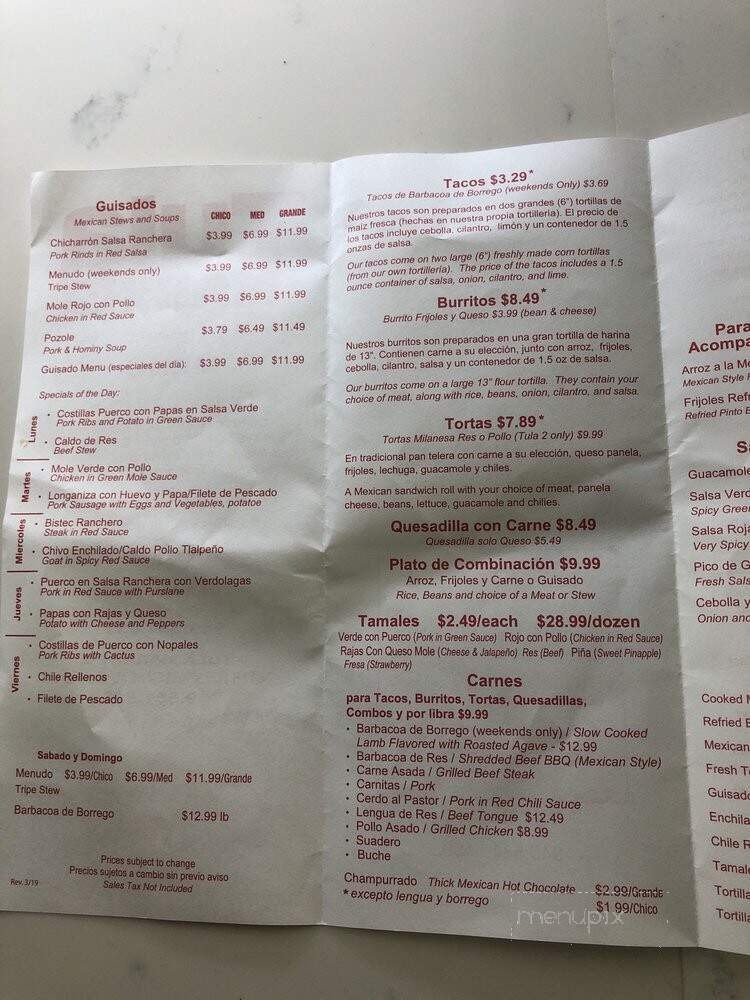 Guisados
Mexican Stews and Soups
CHICO MED GRANDE
Chicharrón Salsa Ranchera $3.99 $6.99 $11.99
Pork Rinds in Red Salsa
Menudo (weekends only) $3.99 $6.99 $11.99
Tripe Stew
Mole Rojo con Pollo $3.99 $6.99 $11.99
Chicken in Red Sauce
Pozole $3.79 $6.49 $11.49
Pork & Hominy Soup
Guisado Menu (especiales del día): $3.99 $6.99 $11.99
Specials of the Day:
Lunes
• Costillas Puerco con Papas en Salsa Verde
Pork Ribs and Potato in Green Sauce
• Caldo de Res
Beef Stew
Martes
• Mole Verde con Pollo
Chicken in Green Mole Sauce
• Longaniza con Huevo y Papa/Filete de Pescado
Pork Sausage with Eggs and Vegetables, potatoe
Miercoles
• Bistec Ranchero
Steak in Red Sauce
• Chivo Enchilado/Caldo Pollo Tlalpeño
Goat in Spicy Red Sauce
Jueves
• Puerco en Salsa Ranchera con Verdolagas
Pork in Red Sauce with Purslane
• Papas con Rajas y Queso
Potato with Cheese and Peppers
Viernes
• Costillas de Puerco con Nopales
Pork Ribs with Cactus
• Chile Rellenos
• Filete de Pescado
Sabado y Domingo
Menudo $3.99/Chico $6.99/Med $11.99/Grande
Tripe Stew
Barbacoa de Borrego $12.99 lb
Prices subject to change
Precios sujetos a cambio sin previo aviso
Sales Tax Not Included
Rev. 3/19
Tacos $3.29*
Tacos de Barbacoa de Borrego (weekends Only) $3.69
Nuestros tacos son preparados en dos grandes (6") tortillas de
maíz fresca (hechas en nuestra propia tortillería). El precio de
los tacos incluye cebolla, cilantro, limón y un contenedor de 1.5
onzas de salsa.
Our tacos come on two large (6") freshly made corn tortillas
(from our own tortillería). The price of the tacos includes a 1.5
ounce container of salsa, onion, cilantro, and lime.
Burritos $8.49*
Burrito Frijoles y Queso $3.99 (bean & cheese)
Nuestros burritos son preparados en una gran tortilla de harina
de 13". Contienen carne a su elección, junto con arroz, frijoles,
cebolla, cilantro, salsa y un contenedor de 1.5 oz de salsa.
Our burritos come on a large 13" flour tortilla. They contain your
choice of meat, along with rice, beans, onion, cilantro, and salsa.
Tortas $7.89*
Tortas Milanesa Res o Pollo (Tula 2 only) $9.99
En tradicional pan telera con carne a su elección, queso panela,
frijoles, lechuga, guacamole y chiles.
A Mexican sandwich roll with your choice of meat, panela
cheese, beans, lettuce, guacamole and chilies.
Quesadilla con Carne $8.49
Quesadilla solo Queso $5.49
Plato de Combinación $9.99
Arroz, Frijoles y Carne o Guisado
Rice, Beans and choice of a Meat or Stew
Tamales $2.49/each $28.99/dozen
Verde con Puerco (Pork in Green Sauce) Rojo con Pollo (Chicken in Red Sauce)
Rajas Con Queso Mole (Cheese & Jalapeño) Res (Beef) Piña (Sweet Pinapple)
Fresa (Strawberry)
Carnes
para Tacos, Burritos, Tortas, Quesadillas,
Combos y por libra $9.99
• Barbacoa de Borrego (weekends only) / Slow Cooked
Lamb Flavored with Roasted Agave - $12.99
• Barbacoa de Res / Shredded Beef BBQ (Mexican Style)
• Carne Asada / Grilled Beef Steak
• Carnitas / Pork
• Cerdo al Pastor / Pork in Red Chili Sauce
• Lengua de Res / Beef Tongue $12.49
• Pollo Asado / Grilled Chicken $8.99
• Suadero
• Buche
Champurrado Thick Mexican Hot Chocolate $2.99/Grande
*excepto lengua y borrego $1.99/Chico
menupix
Para
Acompa
Arroz a la Me
Mexican Style
Frijoles Refr
Refried Pinto B
Sa
Guacamole
Salsa Verd
Spicy Green
Salsa Roja
Very Spicy
Pico de G
Fresh Sals
Cebolla y
Onion and
Cooked M
Refried B
Mexican
Fresh To
Guisado
Enchila
Chile R
Tamale
Tortilla
Tortilla